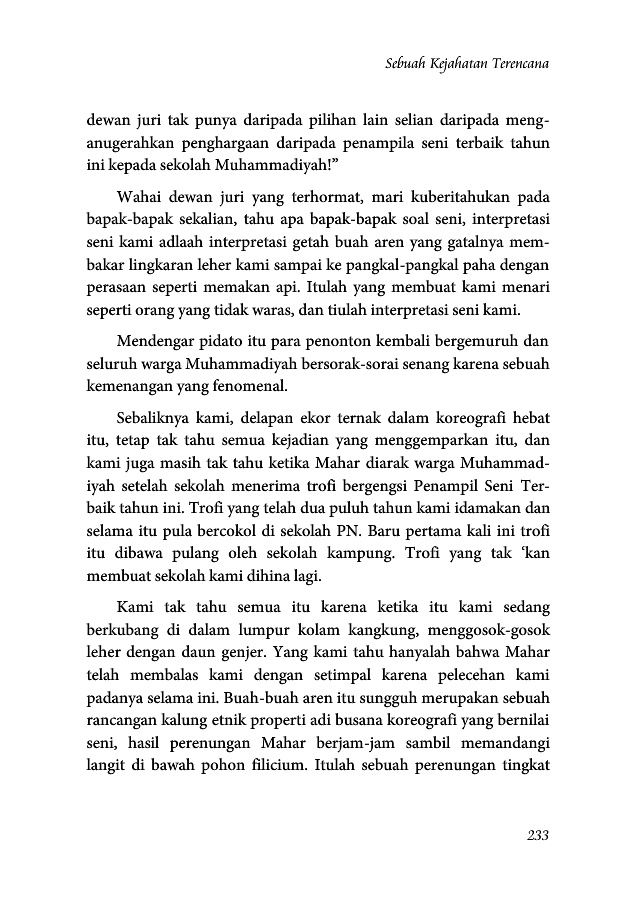 Sebuah Kejahatan Terencana
dewan juri tak punya daripada pilihan lain selian daripada meng-
anugerahkan penghargaan daripada penampila seni terbaik tahun
ini kepada sekolah Muhammadiyah!”
Wahai dewan juri yang terhormat, mari kuberitahukan pada
bapak-bapak sekalian, tahu apa bapak-bapak soal seni, interpretasi
seni kami adlaah interpretasi getah buah aren yang gatalnya mem-
bakar lingkaran leher kami sampai ke pangkal-pangkal paha dengan
perasaan seperti memakan api. Itulah yang membuat kami menari
seperti orang yang tidak waras, dan tiulah interpretasi seni kami.
Mendengar pidato itu para penonton kembali bergemuruh dan
seluruh warga Muhammadiyah bersorak-sorai senang karena sebuah
kemenangan yang fenomenal.
Sebaliknya kami, delapan ekor ternak dalam koreografi hebat
itu, tetap tak tahu semua kejadian yang menggemparkan itu, dan
kami juga masih tak tahu ketika Mahar diarak warga Muhammad-
iyah setelah sekolah menerima trofi bergengsi Penampil Seni Ter-
baik tahun ini. Trofi yang telah dua puluh tahun kami idamakan dan
selama itu pula bercokol di sekolah PN. Baru pertama kali ini trofi
itu dibawa pulang oleh sekolah kampung. Trofi yang tak ‘kan
membuat sekolah kami dihina lagi.
Kami tak tahu semua itu karena ketika itu kami sedang
berkubang di dalam lumpur kolam kangkung, menggosok-gosok
leher dengan daun genjer. Yang kami tahu hanyalah bahwa Mahar
telah membalas kami dengan setimpal karena pelecehan kami
padanya selama ini. Buah-buah aren itu sungguh merupakan sebuah
rancangan kalung etnik properti adi busana koreografi yang bernilai
seni, hasil perenungan Mahar berjam-jam sambil memandangi
langit di bawah pohon filicium. Itulah sebuah perenungan tingkat
233